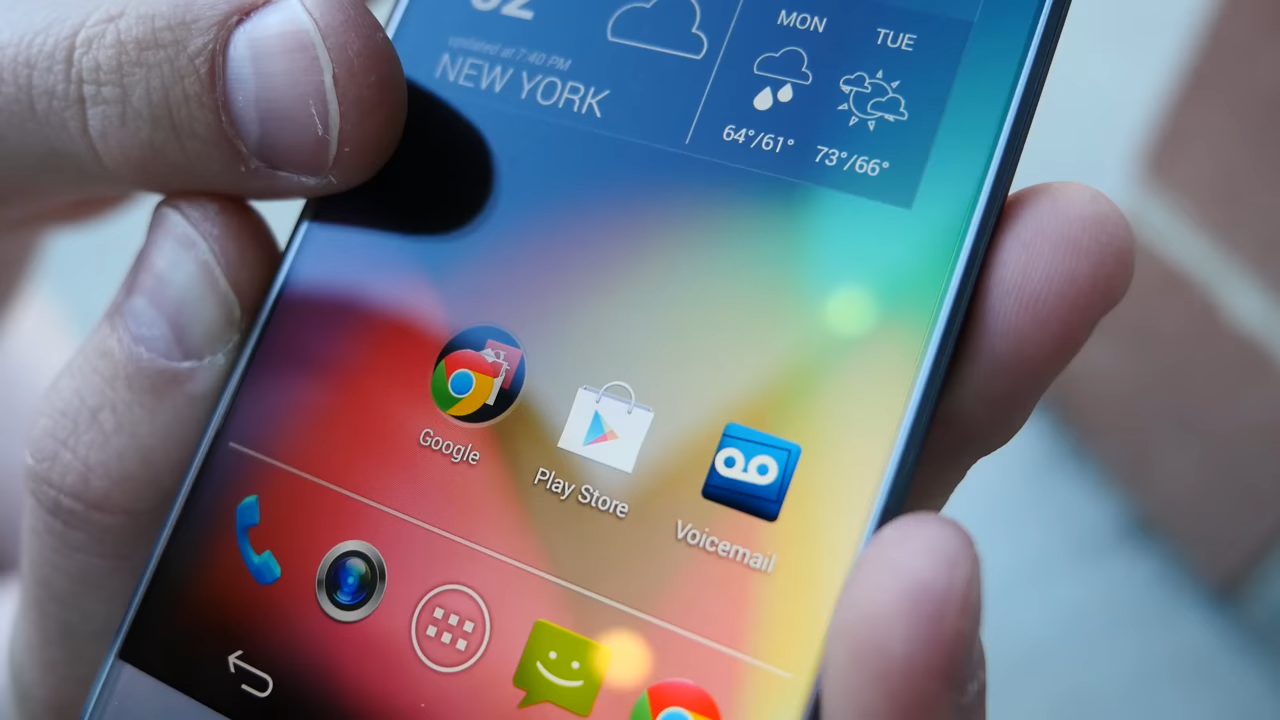 updated at 7:40 PM
NEW YORK
MON
TUE
64°/61°
73°/66°
Google
Play Store
Voicemail